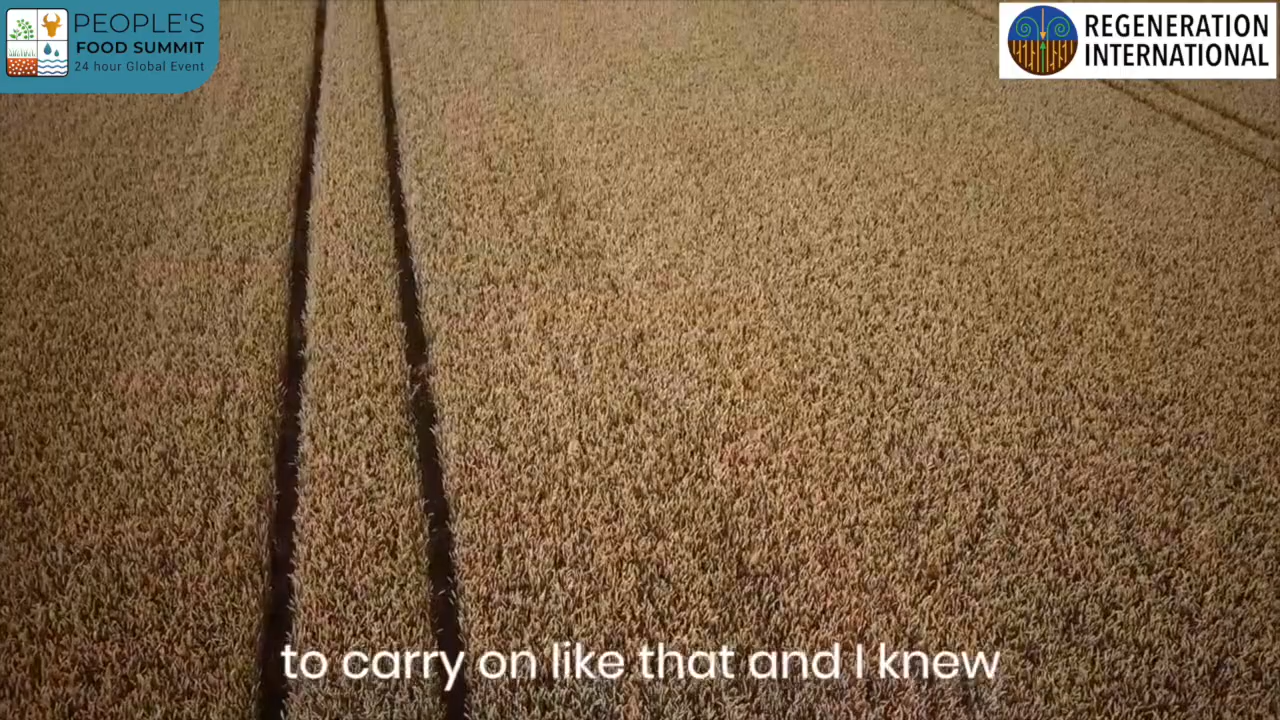 PEOPLE'S
FOOD SUMMIT
24 hour Global Event
REGENERATION
INTERNATIONAL
to carry on like that and I knew